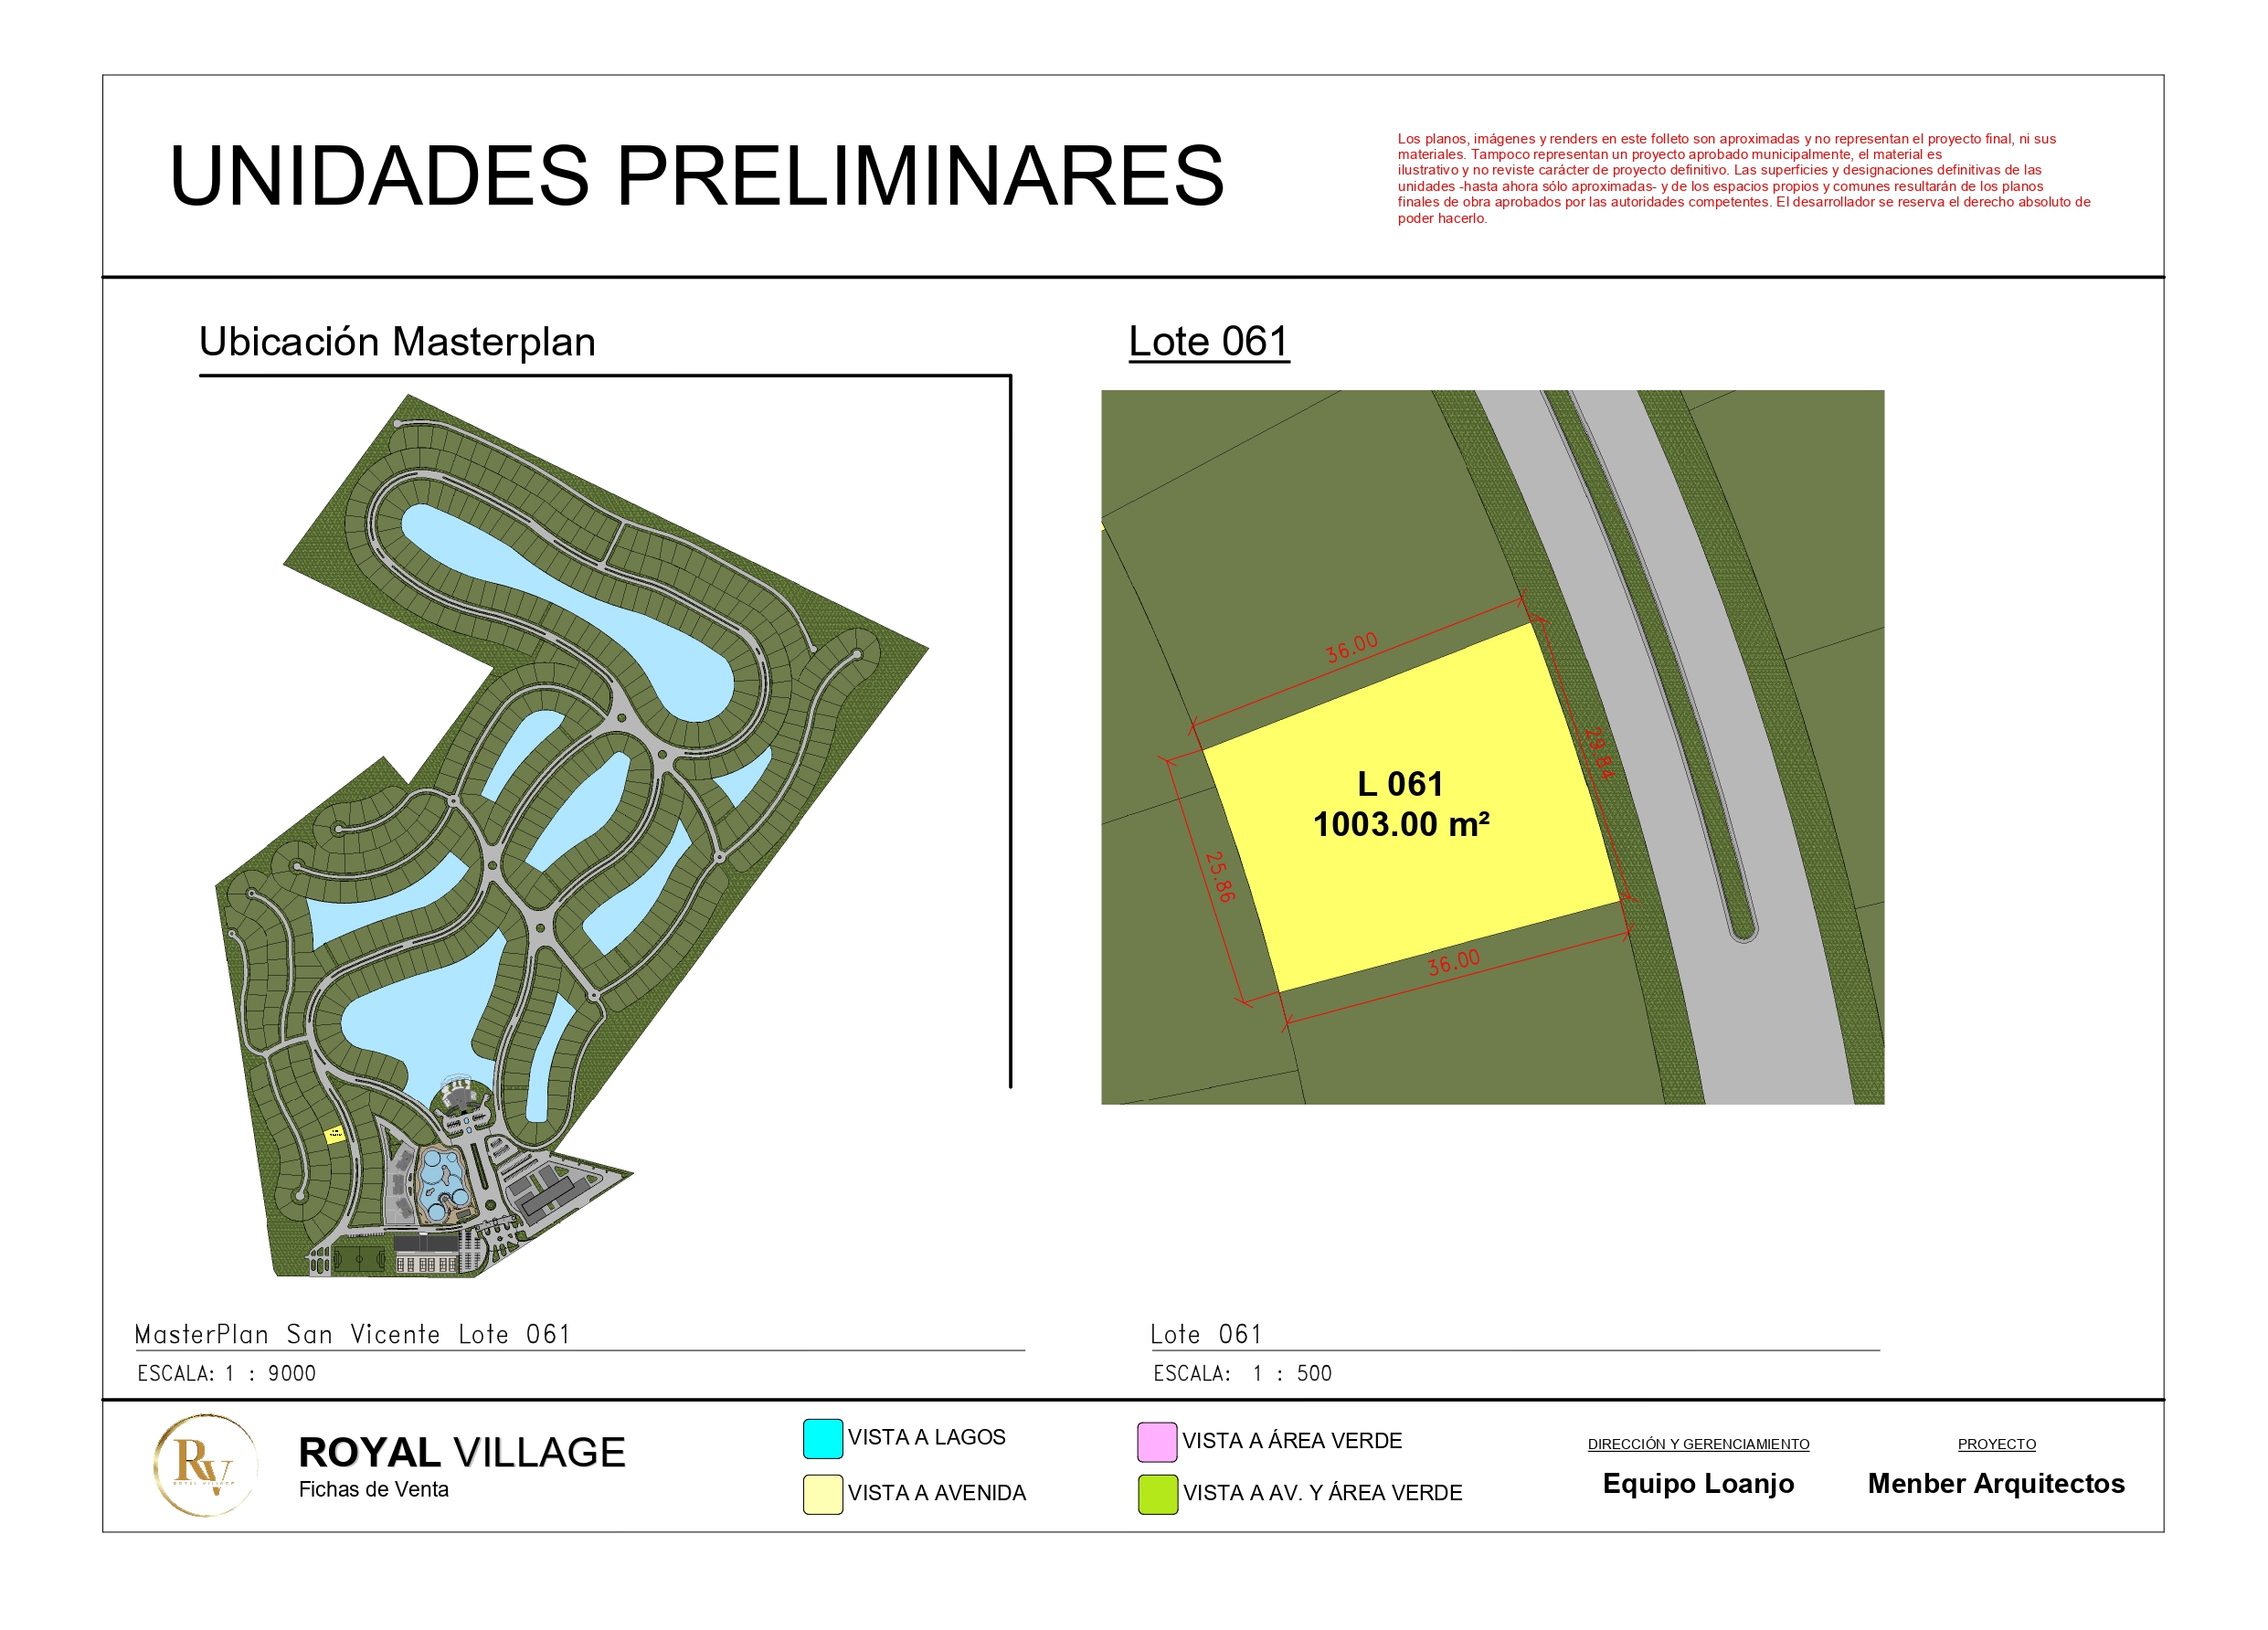 UNIDADES PRELIMINARES
Los planos, imágenes y renders en este folleto son aproximadas y no representan el proyecto final, ni sus
materiales. Tampoco representan un proyecto aprobado municipalmente, el material es
ilustrativo y no reviste carácter de proyecto definitivo. Las superficies y designaciones definitivas de las
unidades -hasta ahora sólo aproximadas- y de los espacios propios y comunes resultarán de los planos
finales de obra aprobados por las autoridades competentes. El desarrollador se reserva el derecho absoluto de
poder hacerlo.
Ubicación Masterplan
Lote 061
36.00
29.84
L 061
1003.00 m²
25.86
36.00
MasterPlan San Vicente Lote 061
ESCALA: 1 : 9000
Lote 061
ESCALA: 1 : 500
RV
ROYAL VILLAGE
ROYAL VILLAGE
Fichas de Venta
VISTA A LAGOS
VISTA A AVENIDA
VISTA A ÁREA VERDE
VISTA A AV. Y ÁREA VERDE
DIRECCIÓN Y GERENCIAMIENTO
Equipo Loanjo
PROYECTO
Menber Arquitectos